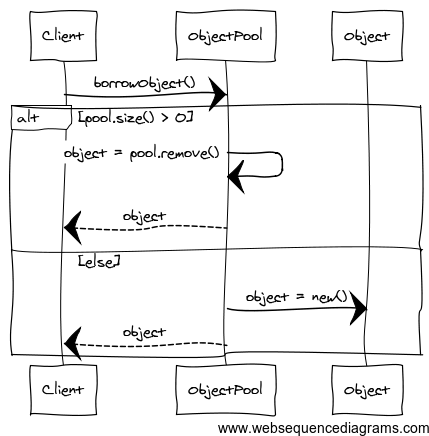 Client ObjectPool Object
borrowObject()
alt [pool.size() > 0]
object = pool.remove()
object
[else]
object = new()
object
Client ObjectPool Object
www.websequencediagrams.com